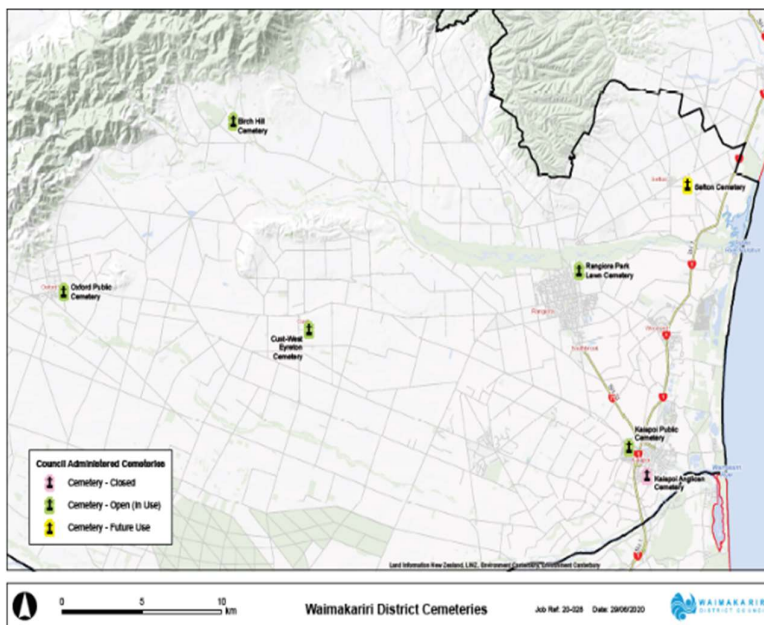 Birch Hill
Cemetery
Sefton Cemetery
Rangiora Park
Lawn Cemetery
Oxford Public
Cemetery
Cust-West
Eyreton
Cemetery
Kaiapoi Public
Cemetery
Kaiapoi Anglican
Cemetery
Council Administered Cemeteries
Cemetery - Closed
Cemetery - Open (In Use)
Cemetery - Future Use
Land Information New Zealand, LINZ, Environment Canterbury, Environment Canterbury
0 5 10
km
Waimakariri District Cemeteries
Job Ref: 20-028 Date: 29/06/2020
WAIMAKARIRI
DISTRICT COUNCIL